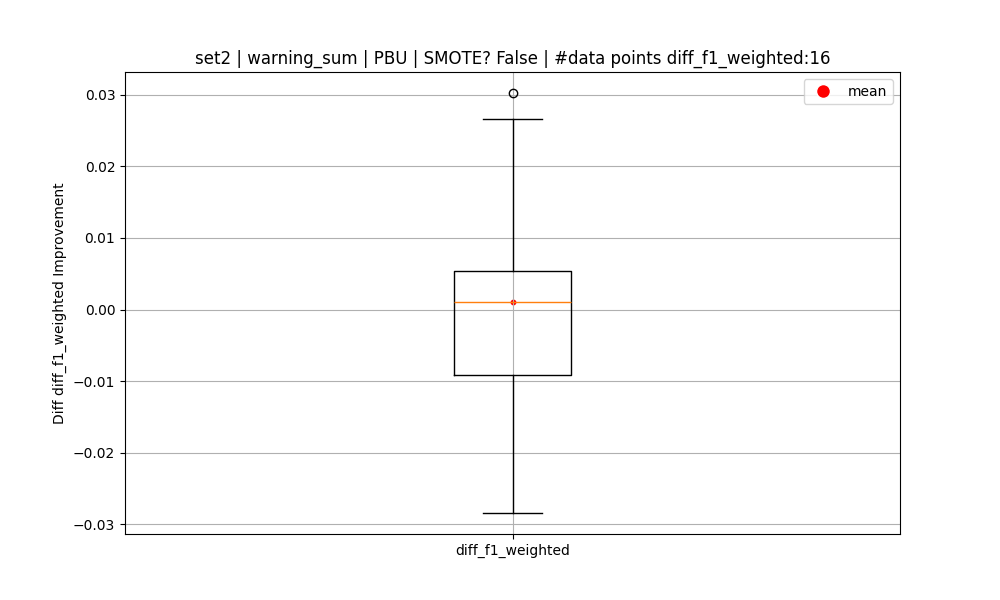 set2 | warning_sum | PBU | SMOTE? False | #data points diff_f1_weighted:16
mean
0.03
0.02
0.01
0.00
−0.01
−0.02
−0.03
Diff diff_f1_weighted Improvement
diff_f1_weighted